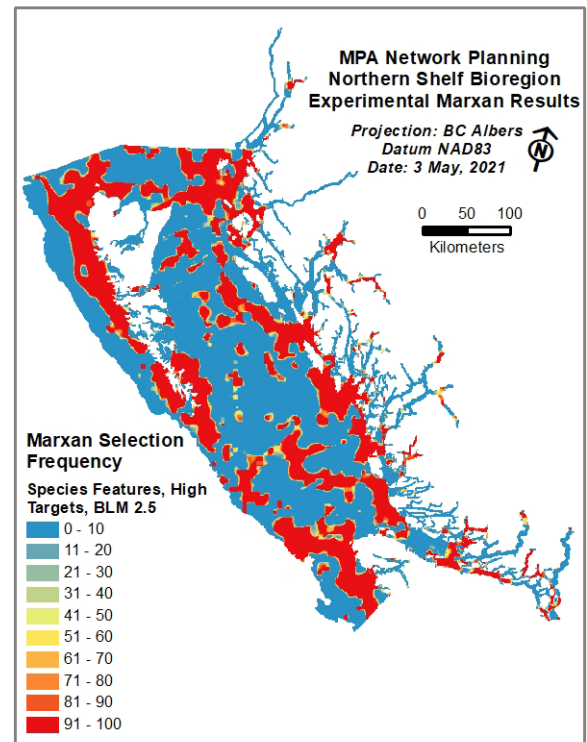 MPA Network Planning
Northern Shelf Bioregion
Experimental Marxan Results
Projection: BC Albers
Datum NAD83
Date: 3 May, 2021
N
0 50 100
Kilometers
Marxan Selection
Frequency
Species Features, High
Targets, BLM 2.5
0 - 10
11 - 20
21 - 30
31 - 40
41 - 50
51 - 60
61 - 70
71 - 80
81 - 90
91 - 100